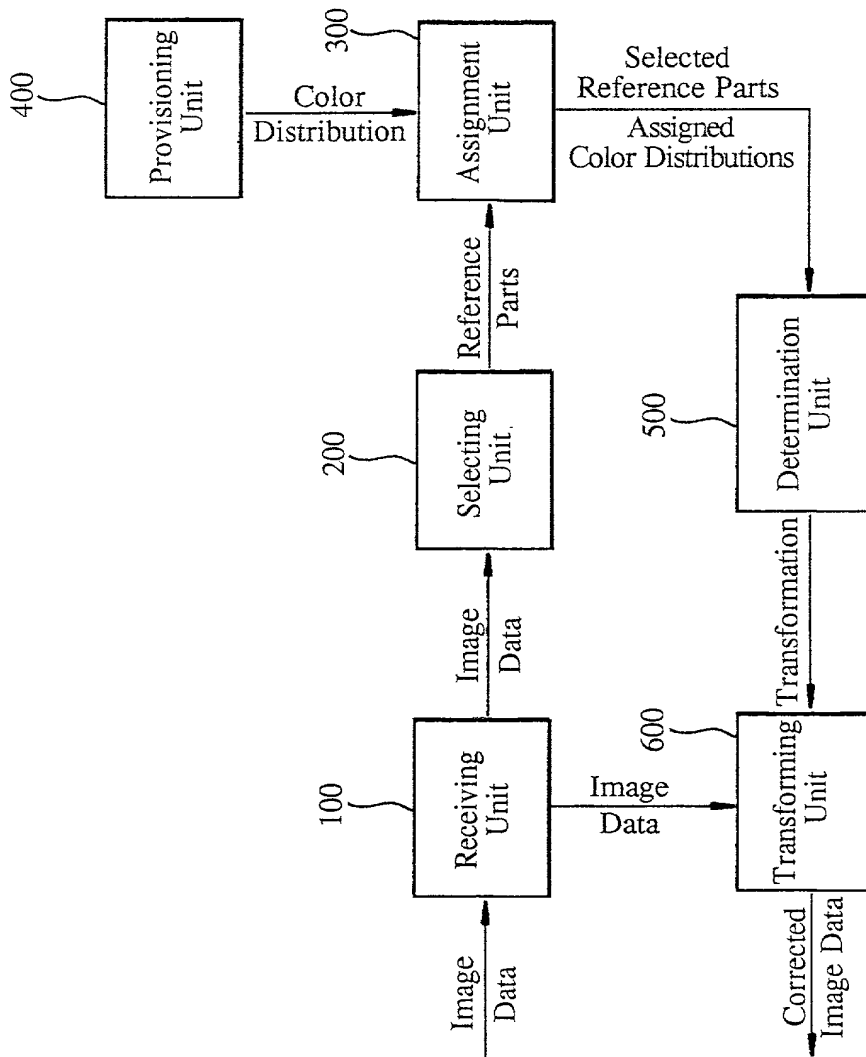 400
Provisioning
Unit
Color
Distribution
300
Assignment
Unit
Selected
Reference Parts
Assigned
Color Distributions
Reference
Parts
200
Selecting
Unit
Image
Data
100
Receiving
Unit
Image
Data
Image
Data
500
Determination
Unit
Transformation
600
Transforming
Unit
Corrected
Image Data